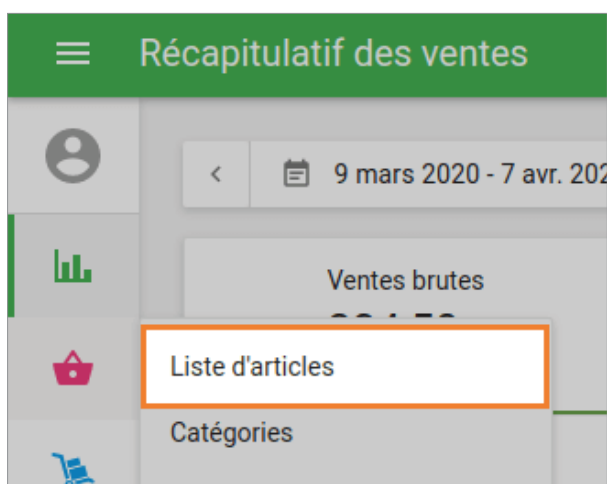 Récapitulatif des ventes
9 mars 2020 - 7 avr. 202
Ventes brutes
Liste d'articles
Catégories